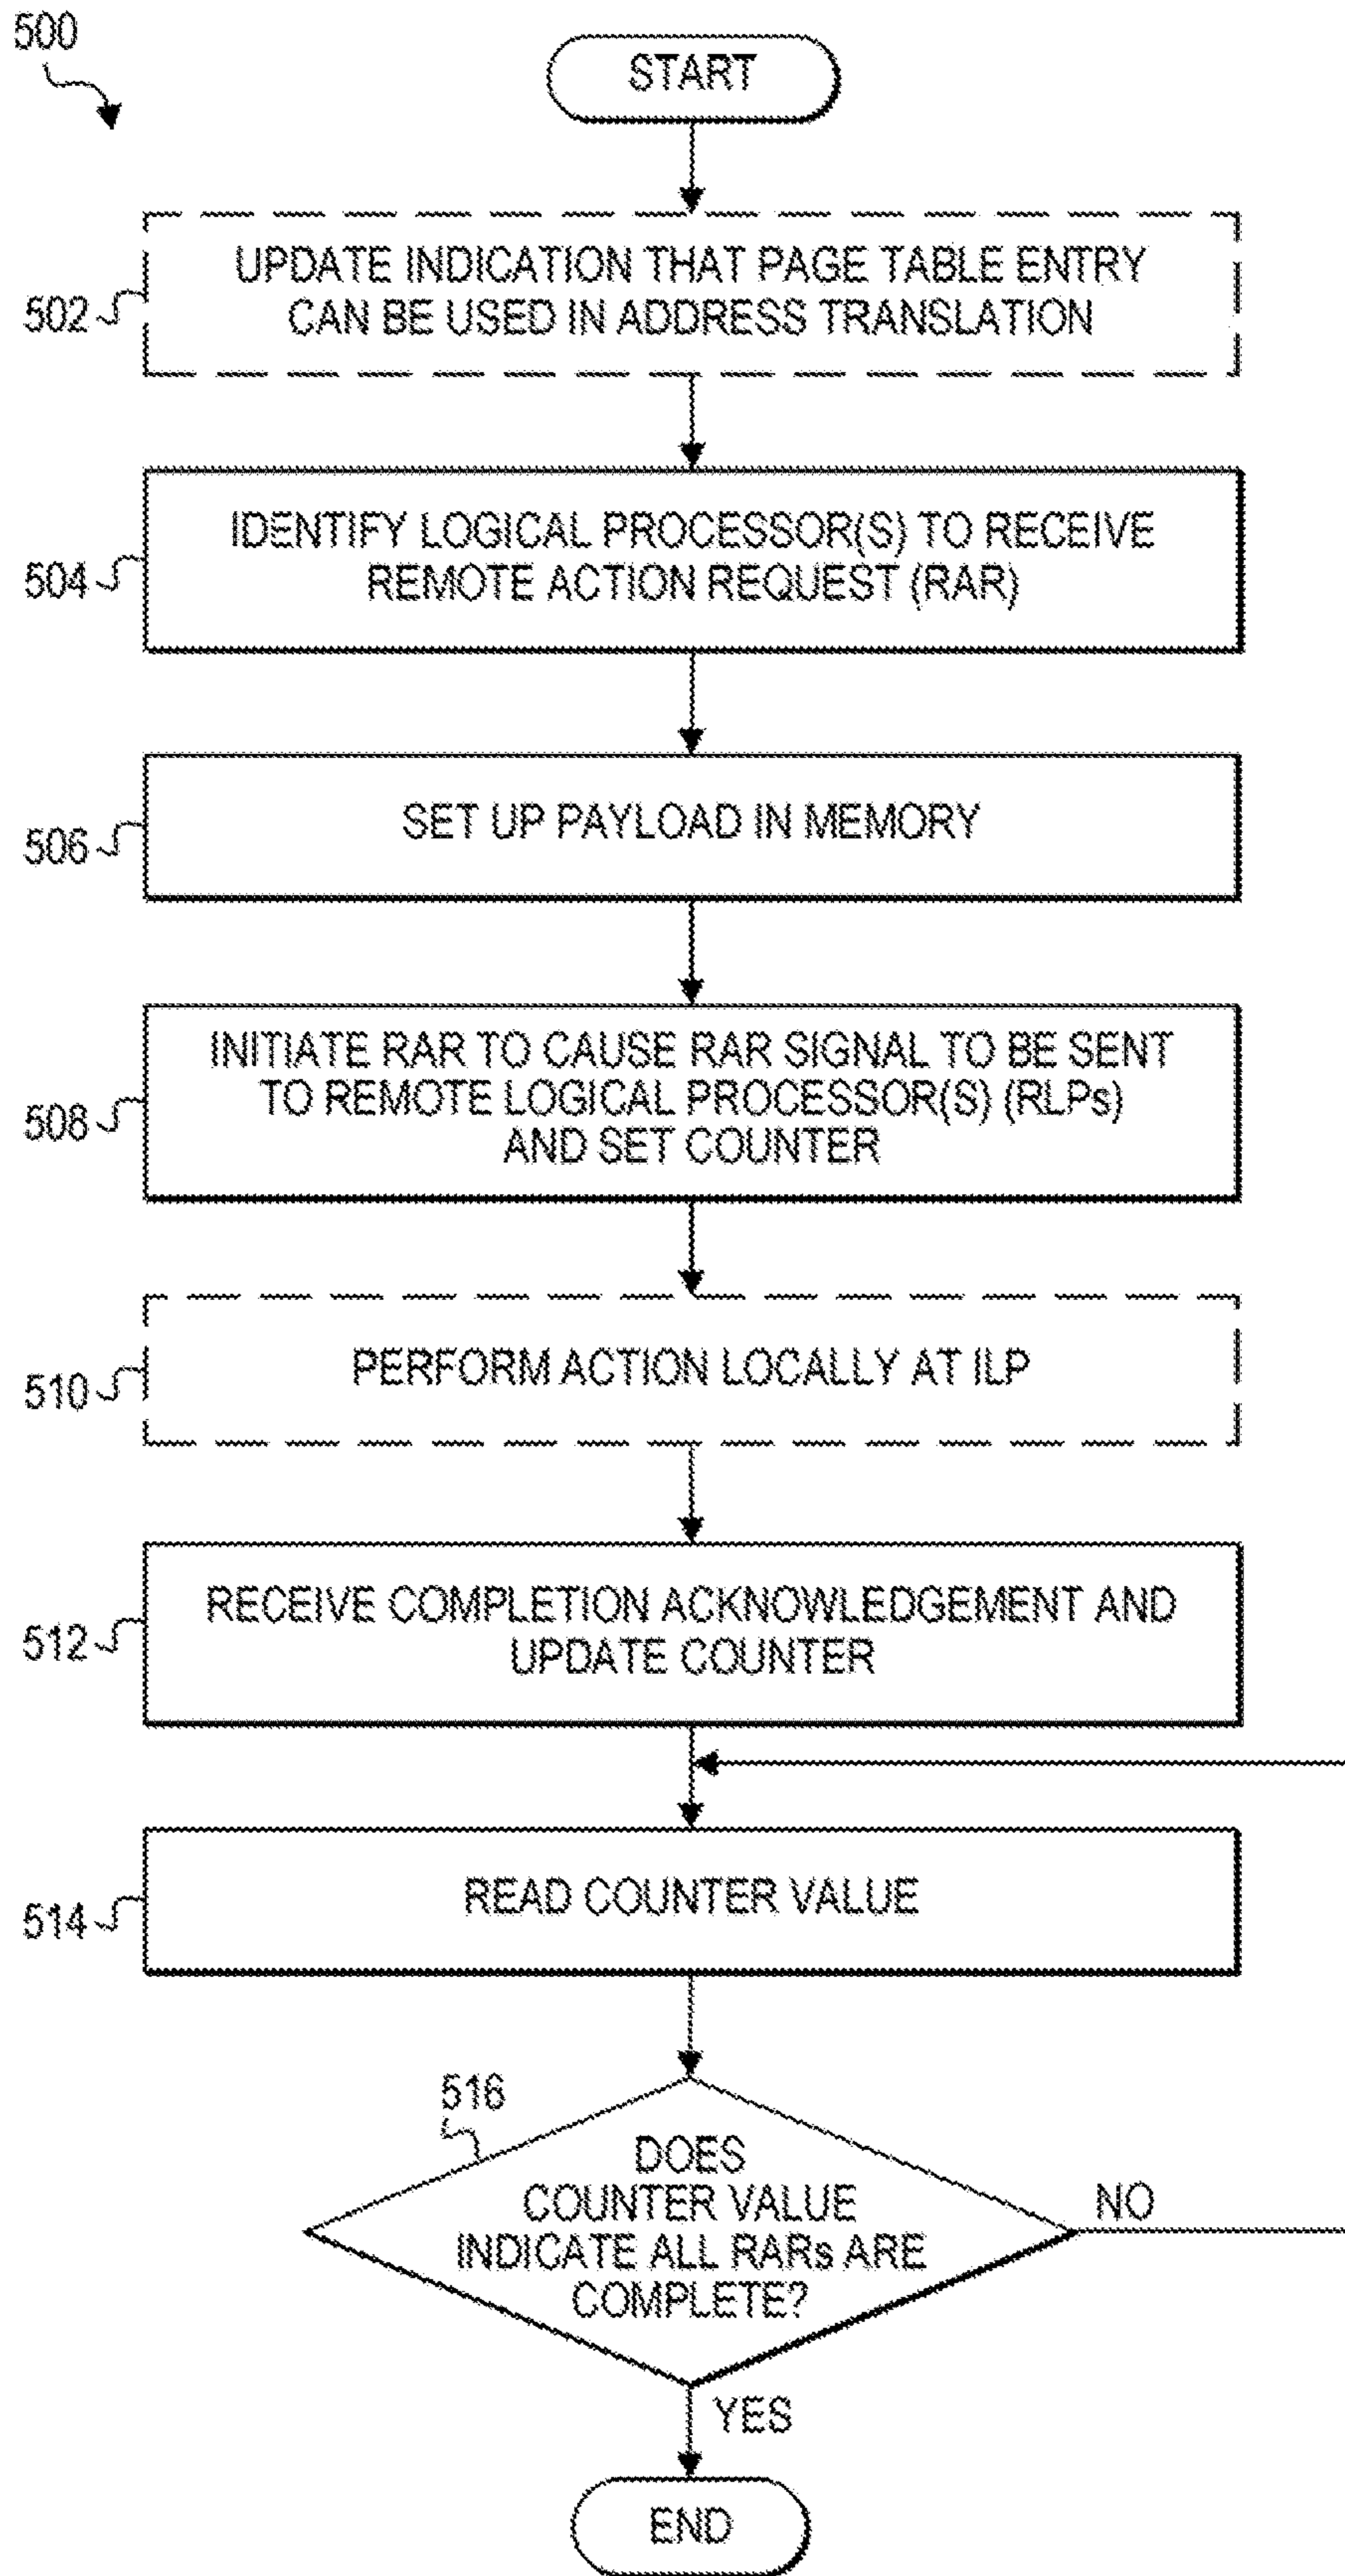 500
START
UPDATE INDICATION THAT PAGE TABLE ENTRY
CAN BE USED IN ADDRESS TRANSLATION
502
IDENTIFY LOGICAL PROCESSOR(S) TO RECEIVE
REMOTE ACTION REQUEST (RAR)
504
SET UP PAYLOAD IN MEMORY
506
INITIATE RAR TO CAUSE RAR SIGNAL TO BE SENT
TO REMOTE LOGICAL PROCESSOR(S) (RLPs)
AND SET COUNTER
508
PERFORM ACTION LOCALLY AT ILP
510
RECEIVE COMPLETION ACKNOWLEDGEMENT AND
UPDATE COUNTER
512
READ COUNTER VALUE
514
516
DOES
COUNTER VALUE
INDICATE ALL RARs ARE
COMPLETE?
NO
YES
END